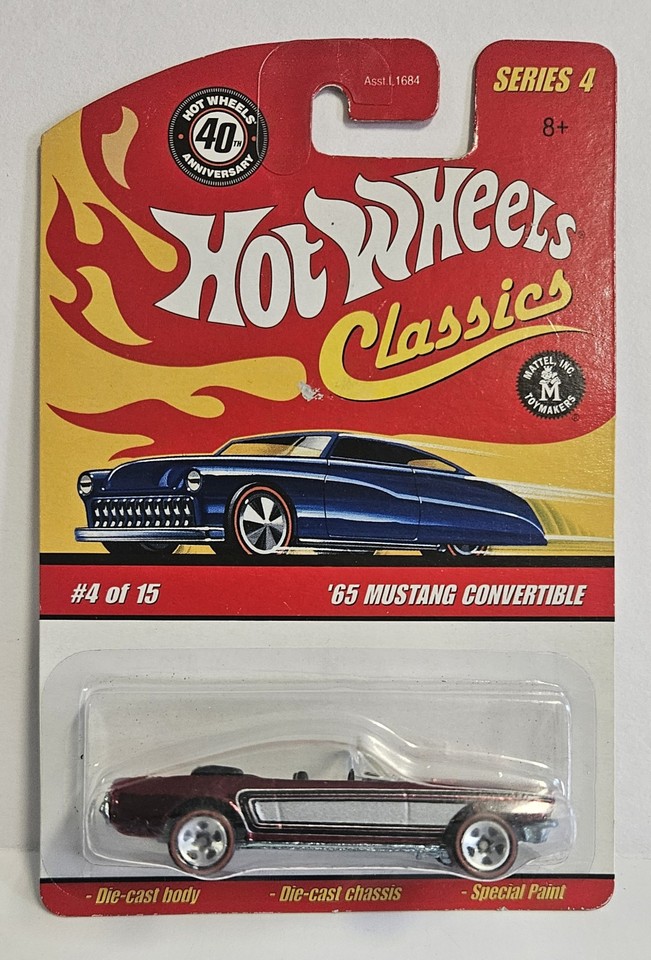 Asst.L1684
SERIES 4
8+
HOT WHEELS
40TH
ANNIVERSARY
Hot Wheels
Classics
MATTEL, INC.
M
TOYMAKERS
#4 of 15
'65 MUSTANG CONVERTIBLE
- Die-cast body - Die-cast chassis - Special Paint